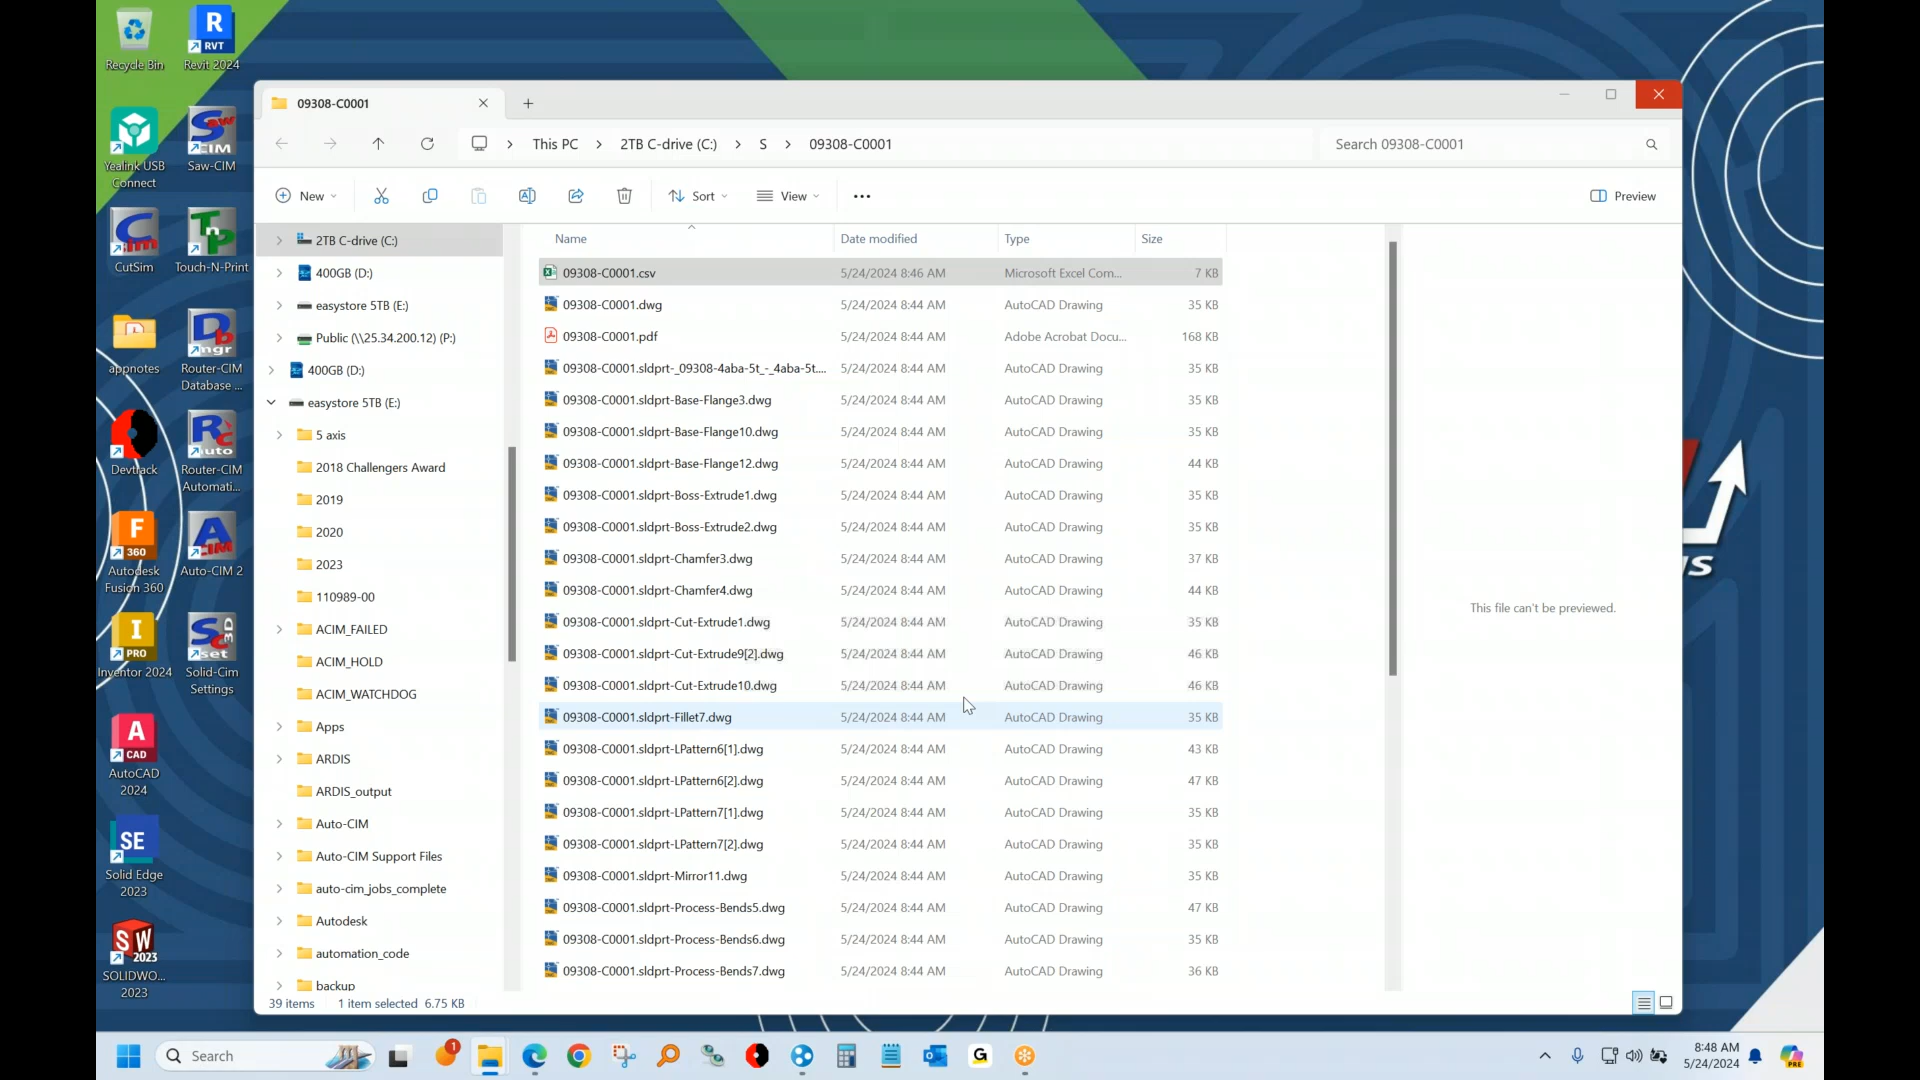 Recycle Bin
Revit 2024
Yealink USB
Connect
Saw-CIM
CutSim
Touch-N-Print
appnotes
Router-CIM
Database ...
Devtrack
Router-CIM
Automati...
Autodesk
Fusion 360
Auto-CIM 2
Inventor 2024
Solid-Cim
Settings
AutoCAD
2024
Solid Edge
2023
SOLIDWO...
2023
09308-C0001
This PC
2TB C-drive (C:)
S
09308-C0001
Search 09308-C0001
New
Sort
View
Preview
2TB C-drive (C:)
400GB (D:)
easystore 5TB (E:)
Public (\\25.34.200.12) (P:)
400GB (D:)
easystore 5TB (E:)
5 axis
2018 Challengers Award
2019
2020
2023
110989-00
ACIM_FAILED
ACIM_HOLD
ACIM_WATCHDOG
Apps
ARDIS
ARDIS_output
Auto-CIM
Auto-CIM Support Files
auto-cim_jobs_complete
Autodesk
automation_code
backup
Name Date modified Type Size
09308-C0001.csv 5/24/2024 8:46 AM Microsoft Excel Com... 7 KB
09308-C0001.dwg 5/24/2024 8:44 AM AutoCAD Drawing 35 KB
09308-C0001.pdf 5/24/2024 8:44 AM Adobe Acrobat Docu... 168 KB
09308-C0001.sldprt-_09308-4aba-5t_-_4aba-5t.... 5/24/2024 8:44 AM AutoCAD Drawing 35 KB
09308-C0001.sldprt-Base-Flange3.dwg 5/24/2024 8:44 AM AutoCAD Drawing 35 KB
09308-C0001.sldprt-Base-Flange10.dwg 5/24/2024 8:44 AM AutoCAD Drawing 35 KB
09308-C0001.sldprt-Base-Flange12.dwg 5/24/2024 8:44 AM AutoCAD Drawing 44 KB
09308-C0001.sldprt-Boss-Extrude1.dwg 5/24/2024 8:44 AM AutoCAD Drawing 35 KB
09308-C0001.sldprt-Boss-Extrude2.dwg 5/24/2024 8:44 AM AutoCAD Drawing 35 KB
09308-C0001.sldprt-Chamfer3.dwg 5/24/2024 8:44 AM AutoCAD Drawing 37 KB
09308-C0001.sldprt-Chamfer4.dwg 5/24/2024 8:44 AM AutoCAD Drawing 44 KB
09308-C0001.sldprt-Cut-Extrude1.dwg 5/24/2024 8:44 AM AutoCAD Drawing 35 KB
09308-C0001.sldprt-Cut-Extrude9[2].dwg 5/24/2024 8:44 AM AutoCAD Drawing 46 KB
09308-C0001.sldprt-Cut-Extrude10.dwg 5/24/2024 8:44 AM AutoCAD Drawing 46 KB
09308-C0001.sldprt-Fillet7.dwg 5/24/2024 8:44 AM AutoCAD Drawing 35 KB
09308-C0001.sldprt-LPattern6[1].dwg 5/24/2024 8:44 AM AutoCAD Drawing 43 KB
09308-C0001.sldprt-LPattern6[2].dwg 5/24/2024 8:44 AM AutoCAD Drawing 47 KB
09308-C0001.sldprt-LPattern7[1].dwg 5/24/2024 8:44 AM AutoCAD Drawing 35 KB
09308-C0001.sldprt-LPattern7[2].dwg 5/24/2024 8:44 AM AutoCAD Drawing 35 KB
09308-C0001.sldprt-Mirror11.dwg 5/24/2024 8:44 AM AutoCAD Drawing 35 KB
09308-C0001.sldprt-Process-Bends5.dwg 5/24/2024 8:44 AM AutoCAD Drawing 47 KB
09308-C0001.sldprt-Process-Bends6.dwg 5/24/2024 8:44 AM AutoCAD Drawing 35 KB
09308-C0001.sldprt-Process-Bends7.dwg 5/24/2024 8:44 AM AutoCAD Drawing 36 KB
This file can't be previewed.
39 items 1 item selected 6.75 KB
Search
8:48 AM
5/24/2024